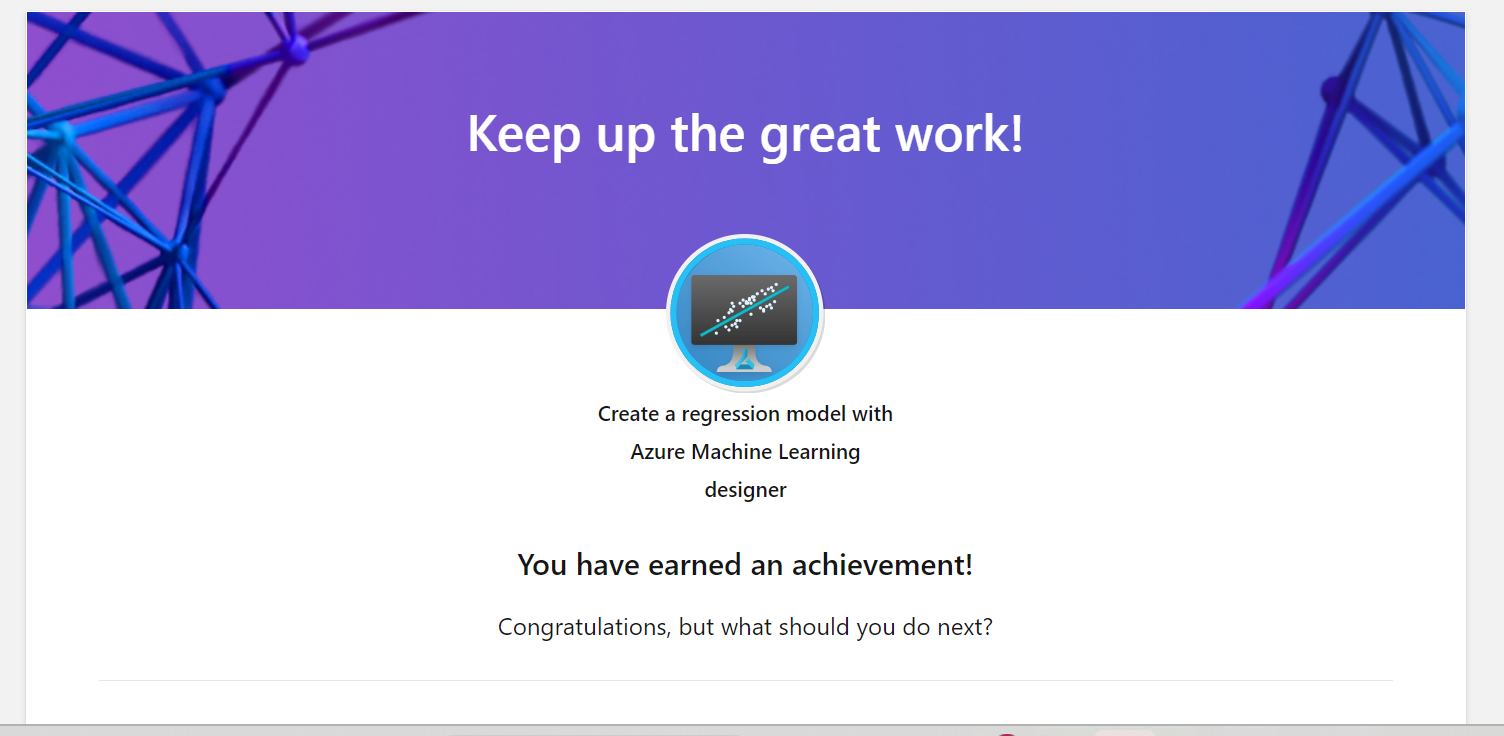 Keep up the great work!
Create a regression model with
Azure Machine Learning
designer
You have earned an achievement!
Congratulations, but what should you do next?